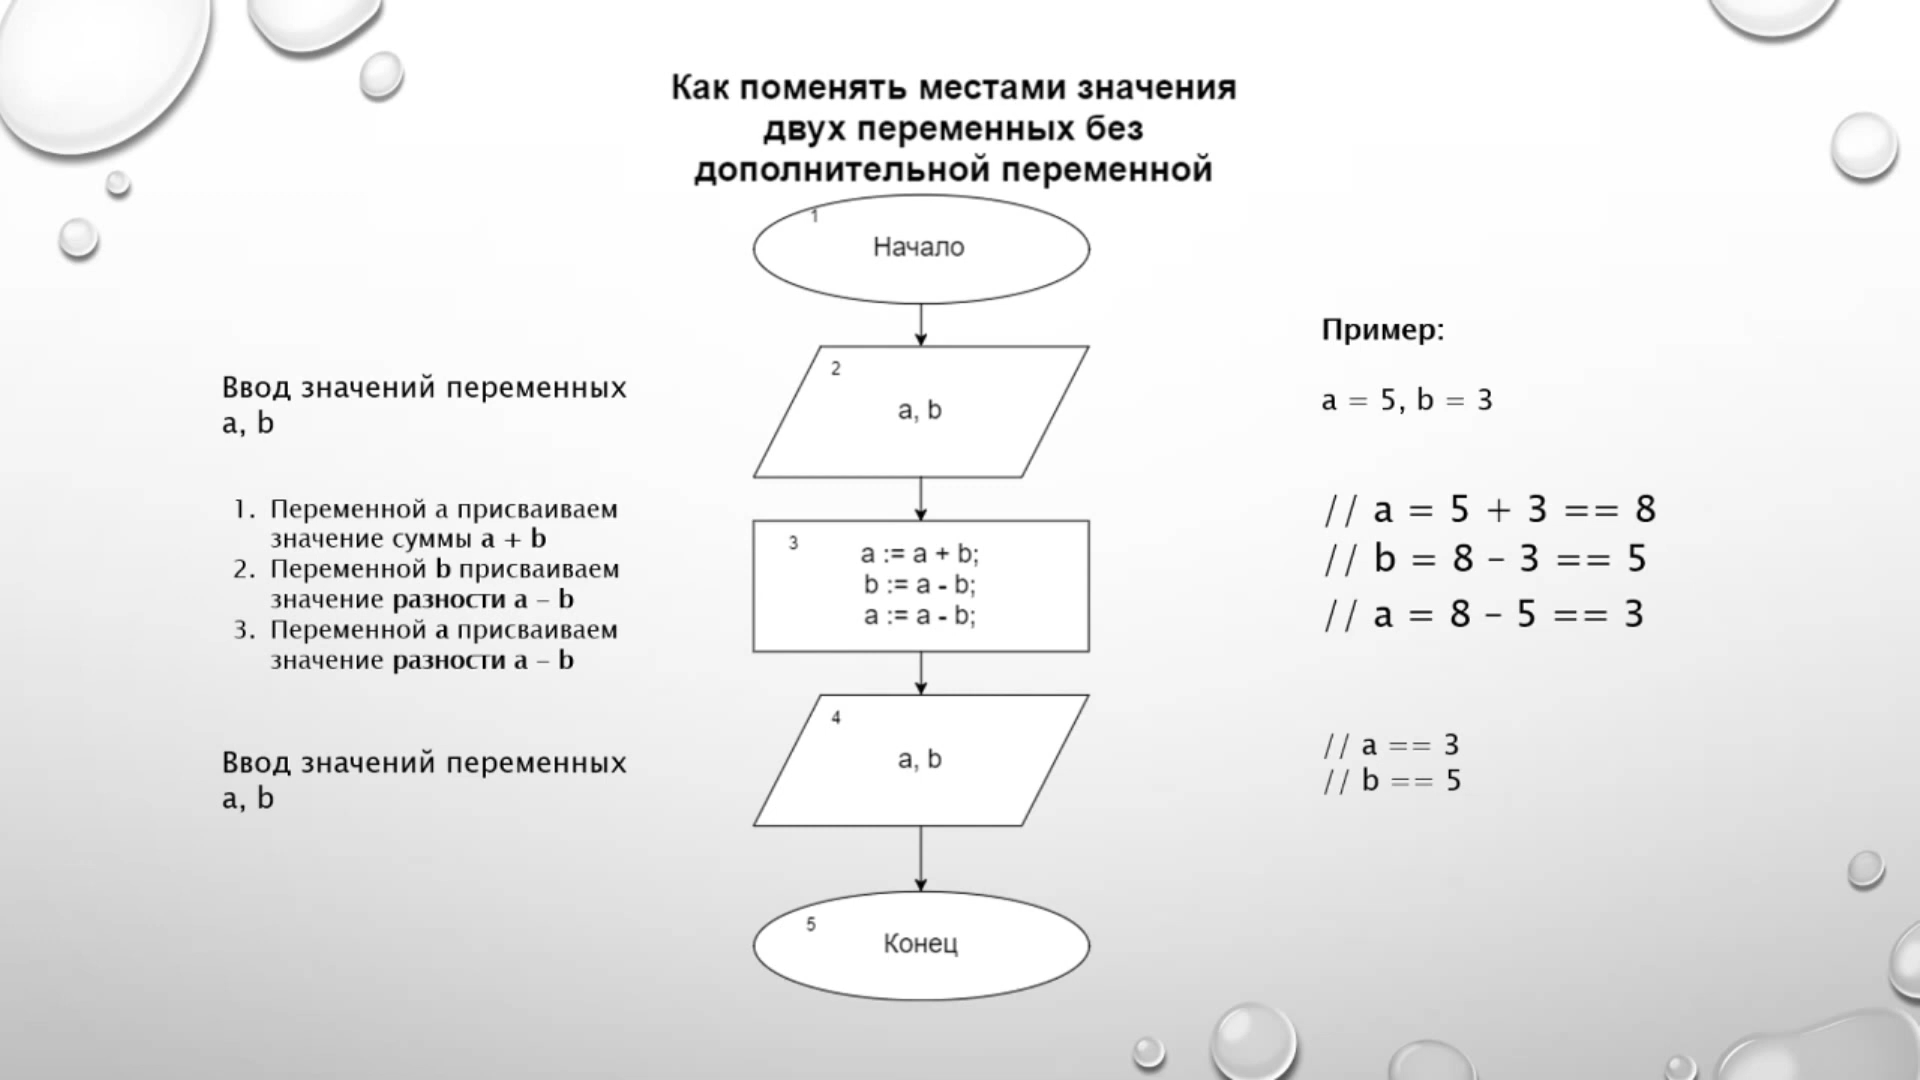 Как поменять местами значения
двух переменных без
дополнительной переменной
1
Начало
Ввод значений переменных
a, b
2
a, b
Пример:
a = 5, b = 3
1. Переменной а присваиваем
значение суммы a + b
2. Переменной b присваиваем
значение разности a – b
3. Переменной a присваиваем
значение разности a – b
3
a := a + b;
b := a - b;
a := a - b;
// a = 5 + 3 == 8
// b = 8 – 3 == 5
// a = 8 – 5 == 3
Ввод значений переменных
a, b
4
a, b
// a == 3
// b == 5
5
Конец